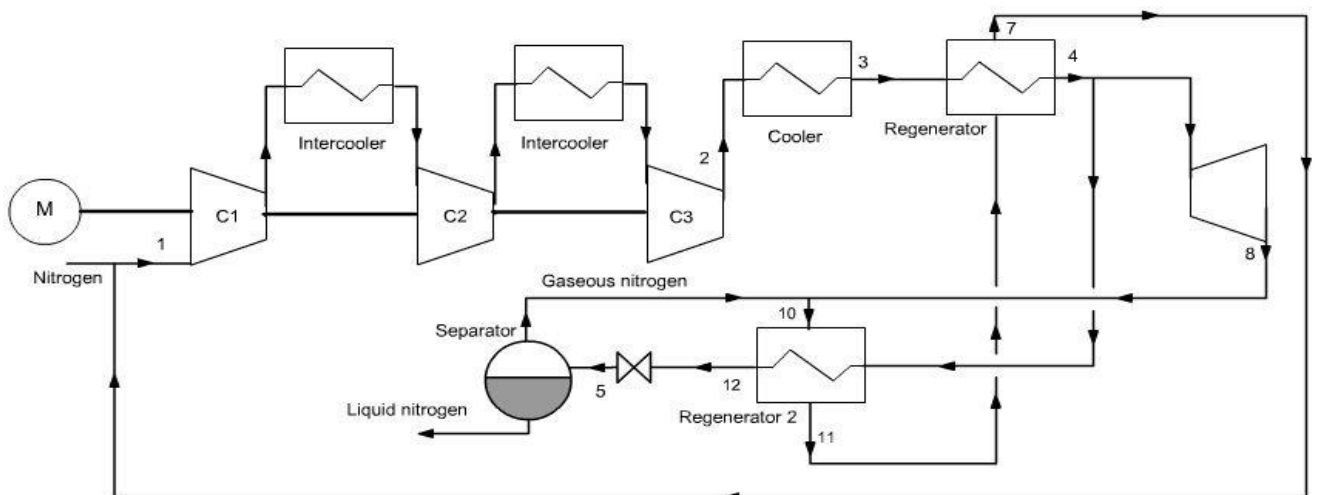 7
3
4
Intercooler
Intercooler
Cooler
Regenerator
2
M
C1
C2
C3
1
8
Nitrogen
Gaseous nitrogen
10
Separator
5
12
Liquid nitrogen
Regenerator 2
11